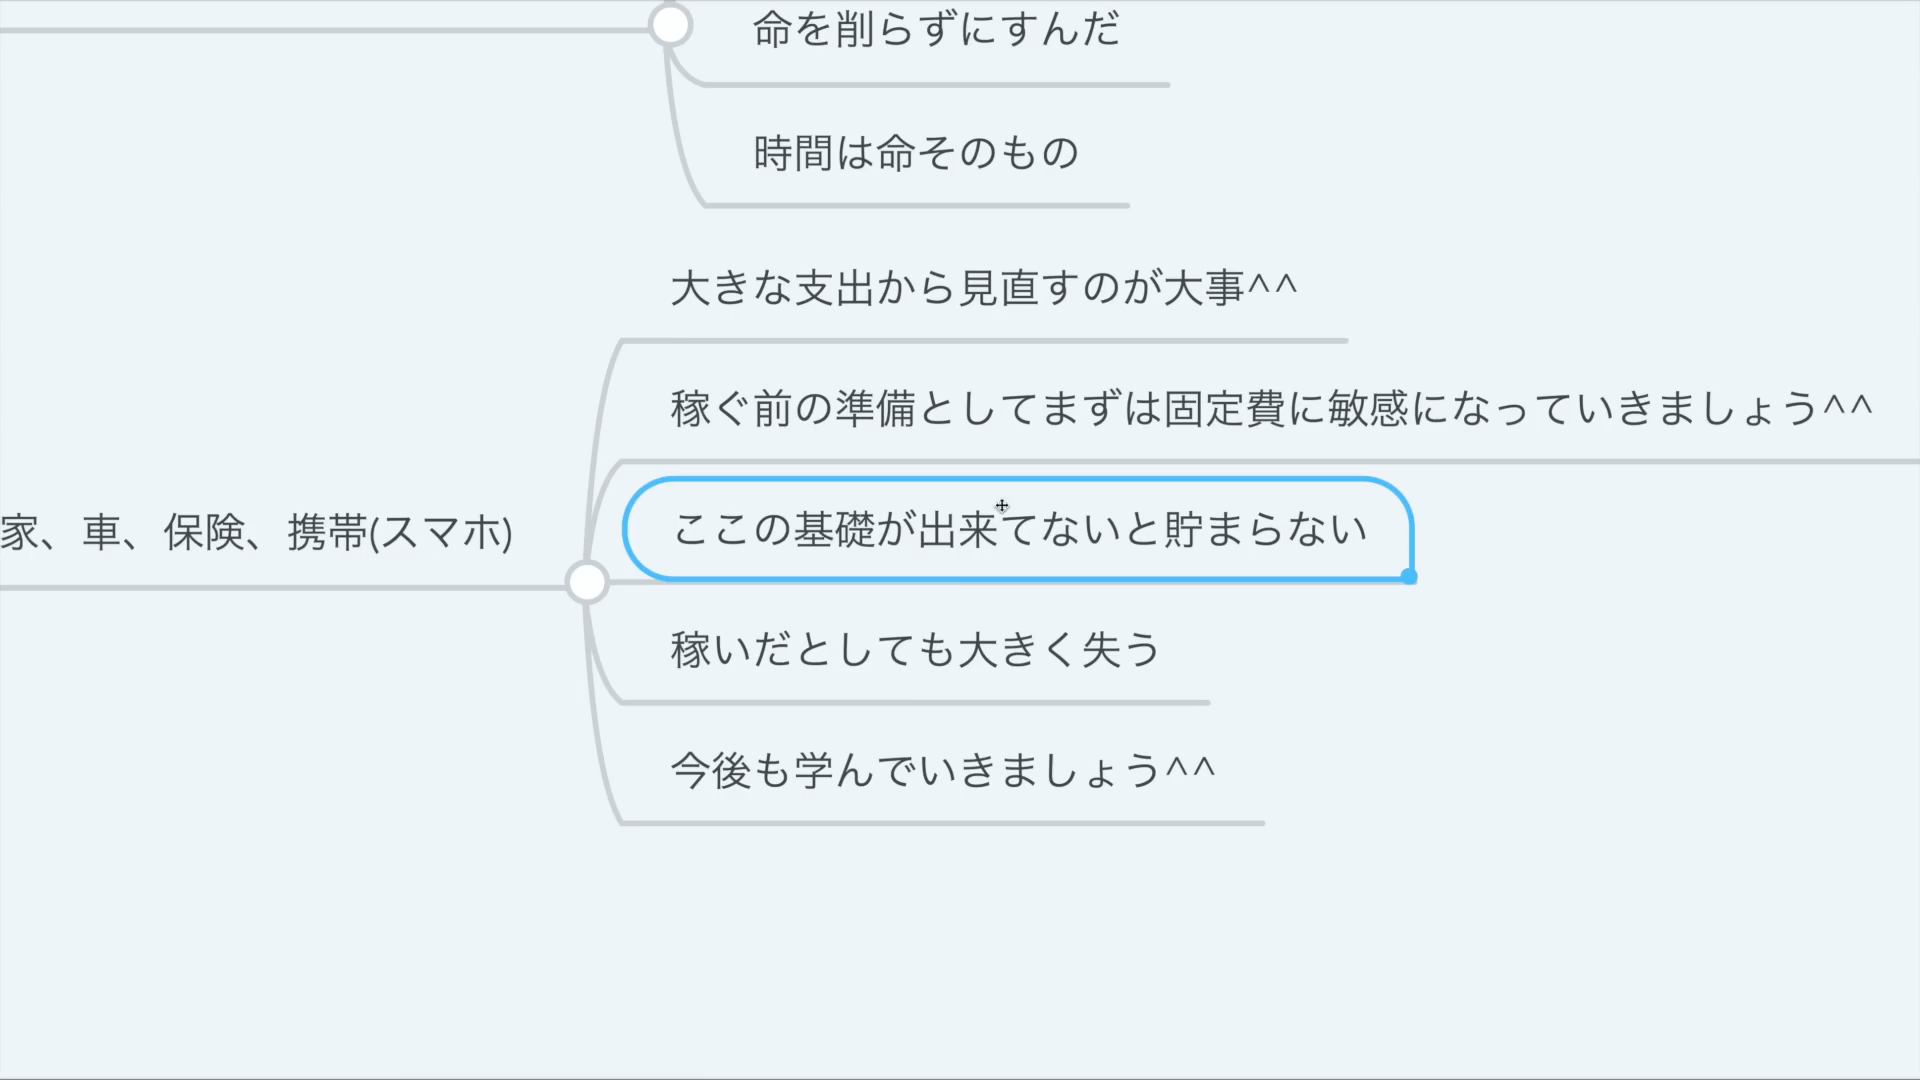 命を削らずにすんだ
時間は命そのもの
大きな支出から見直すのが大事^^
稼ぐ前の準備としてまずは固定費に敏感になっていきましょう^^
家、車、保険、携帯(スマホ)
ここの基礎が出来てないと貯まらない
稼いだとしても大きく失う
今後も学んでいきましょう^^